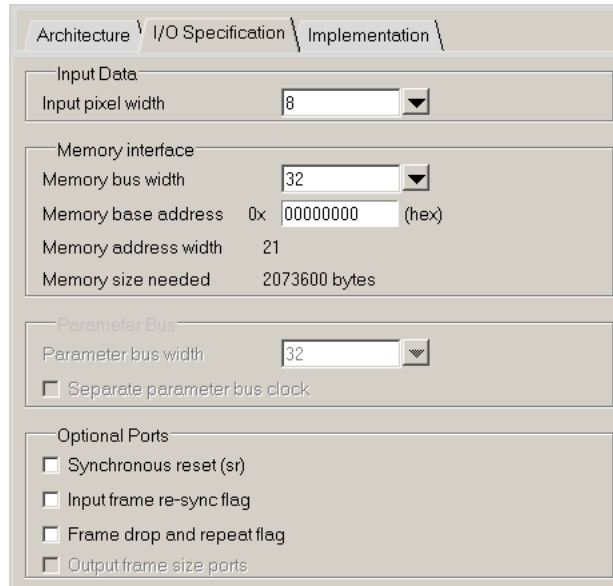 Architecture I/O Specification Implementation
Input Data
Input pixel width 8
Memory interface
Memory bus width 32
Memory base address 0x 00000000 (hex)
Memory address width 21
Memory size needed 2073600 bytes
Parameter Bus
Parameter bus width 32
Separate parameter bus clock
Optional Ports
Synchronous reset (sr)
Input frame re-sync flag
Frame drop and repeat flag
Output frame size ports